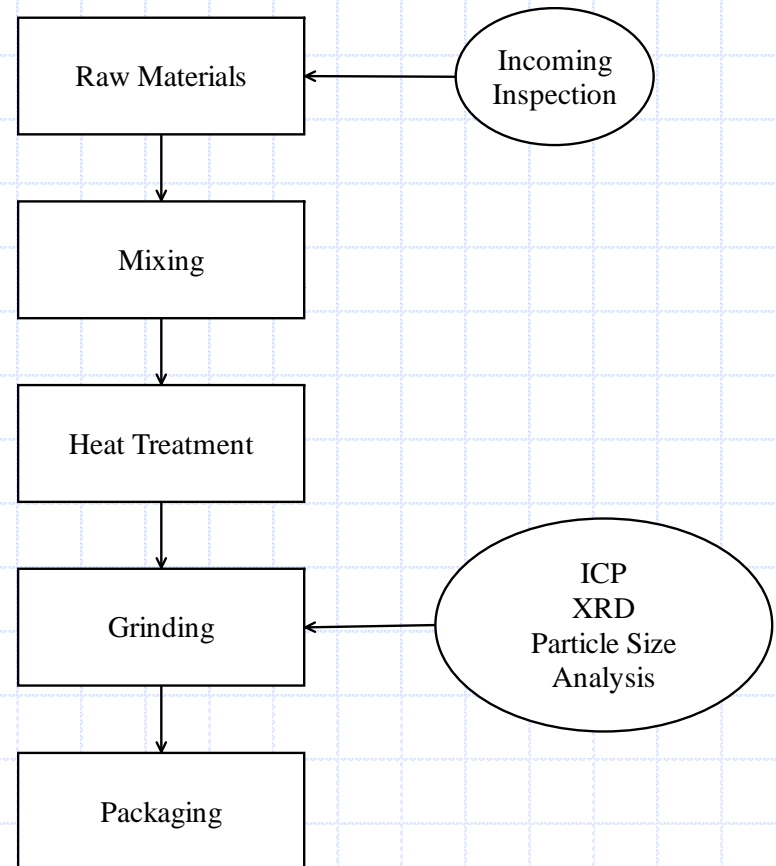 Raw Materials
Incoming
Inspection
Mixing
Heat Treatment
Grinding
ICP
XRD
Particle Size
Analysis
Packaging